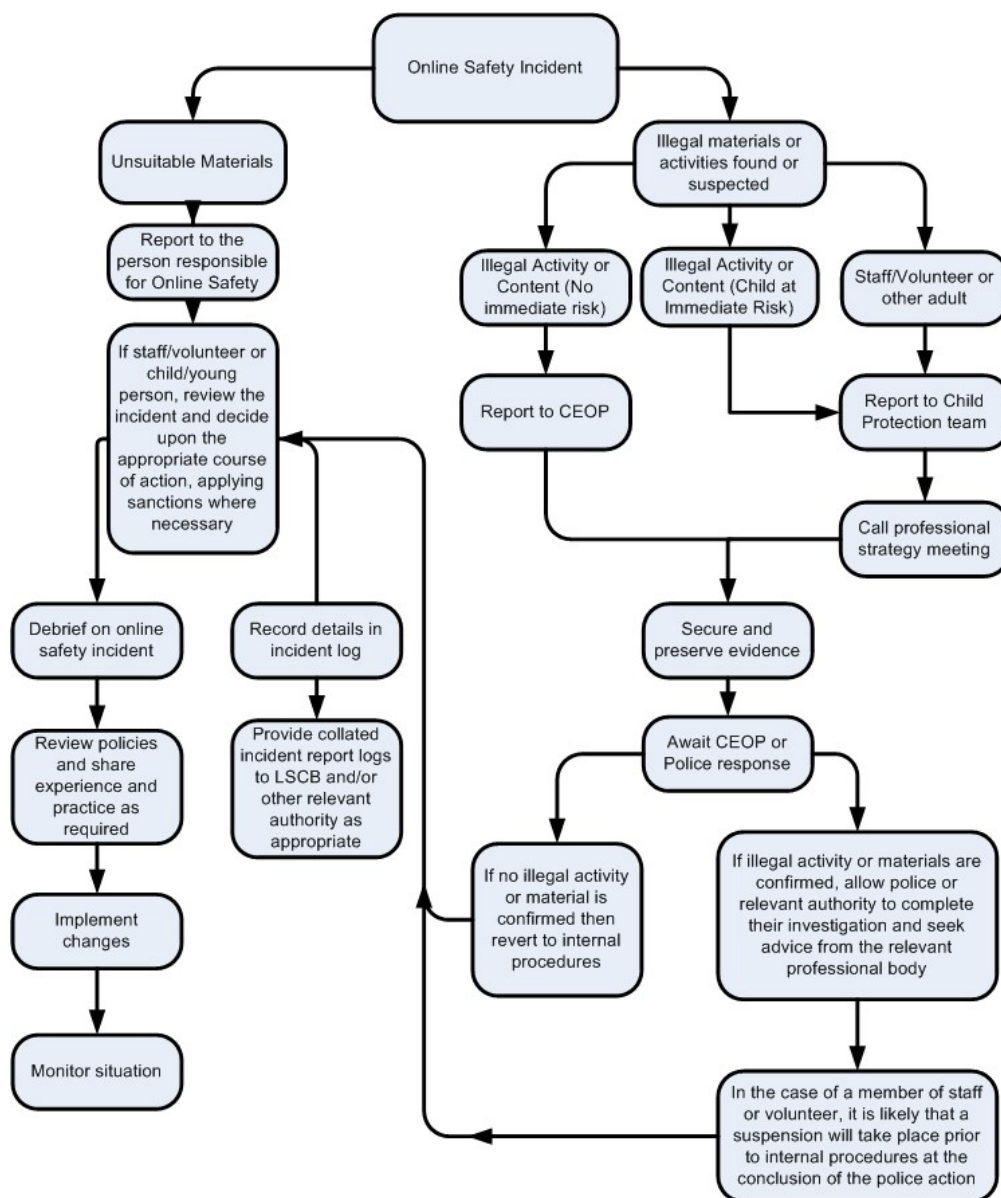 Online Safety Incident
Unsuitable Materials
Report to the
person responsible
for Online Safety
If staff/volunteer or
child/young
person, review the
incident and decide
upon the
appropriate course
of action, applying
sanctions where
necessary
Debrief on online
safety incident
Review policies
and share
experience and
practice as
required
Implement
changes
Monitor situation
Record details in
incident log
Provide collated
incident report logs
to LSCB and/or
other relevant
authority as
appropriate
Illegal materials or
activities found or
suspected
Illegal Activity or
Content (No
immediate risk)
Illegal Activity or
Content (Child at
Immediate Risk)
Staff/Volunteer or
other adult
Report to CEOP
Report to Child
Protection team
Call professional
strategy meeting
Secure and
preserve evidence
Await CEOP or
Police response
If no illegal activity
or material is
confirmed then
revert to internal
procedures
If illegal activity or materials are
confirmed, allow police or
relevant authority to complete
their investigation and seek
advice from the relevant
professional body
In the case of a member of staff
or volunteer, it is likely that a
suspension will take place prior
to internal procedures at the
conclusion of the police action